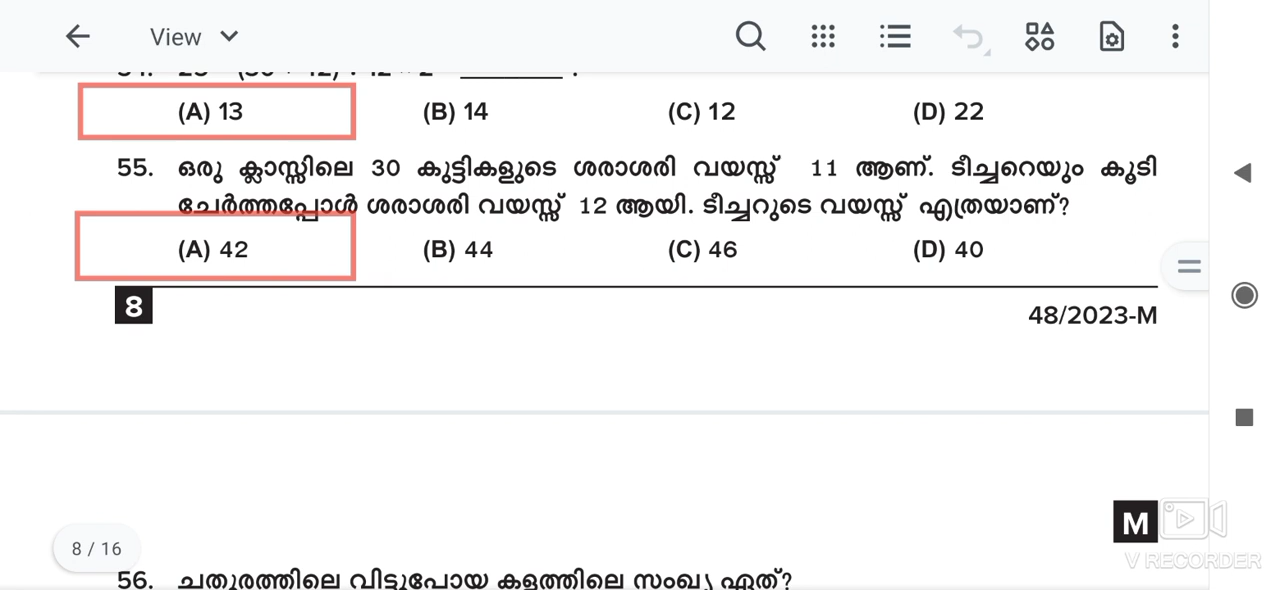 View
(A) 13 (B) 14 (C) 12 (D) 22
55. ഒരു ക്ലാസ്സിലെ 30 കുട്ടികളുടെ ശരാശരി വയസ്സ് 11 ആണ്. ടീച്ചറെയും കൂടി
ചേർത്തപ്പോൾ ശരാശരി വയസ്സ് 12 ആയി. ടീച്ചറുടെ വയസ്സ് എത്രയാണ്?
(A) 42 (B) 44 (C) 46 (D) 40
8
48/2023-M
M
8 / 16
V RECORDER
56. ചതുരത്തിലെ വിട്ടുപോയ കളത്തിലെ സംഖ്യ ഏത്?